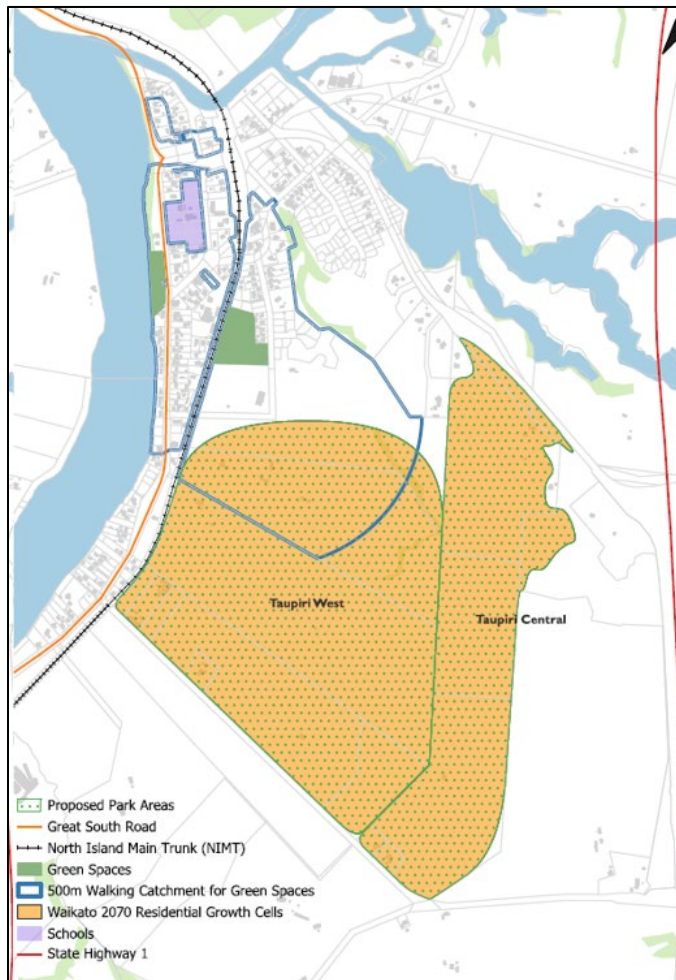 Taupiri West
Taupiri Central
Proposed Park Areas
Great South Road
North Island Main Trunk (NIMT)
Green Spaces
500m Walking Catchment for Green Spaces
Waikato 2070 Residential Growth Cells
Schools
State Highway 1